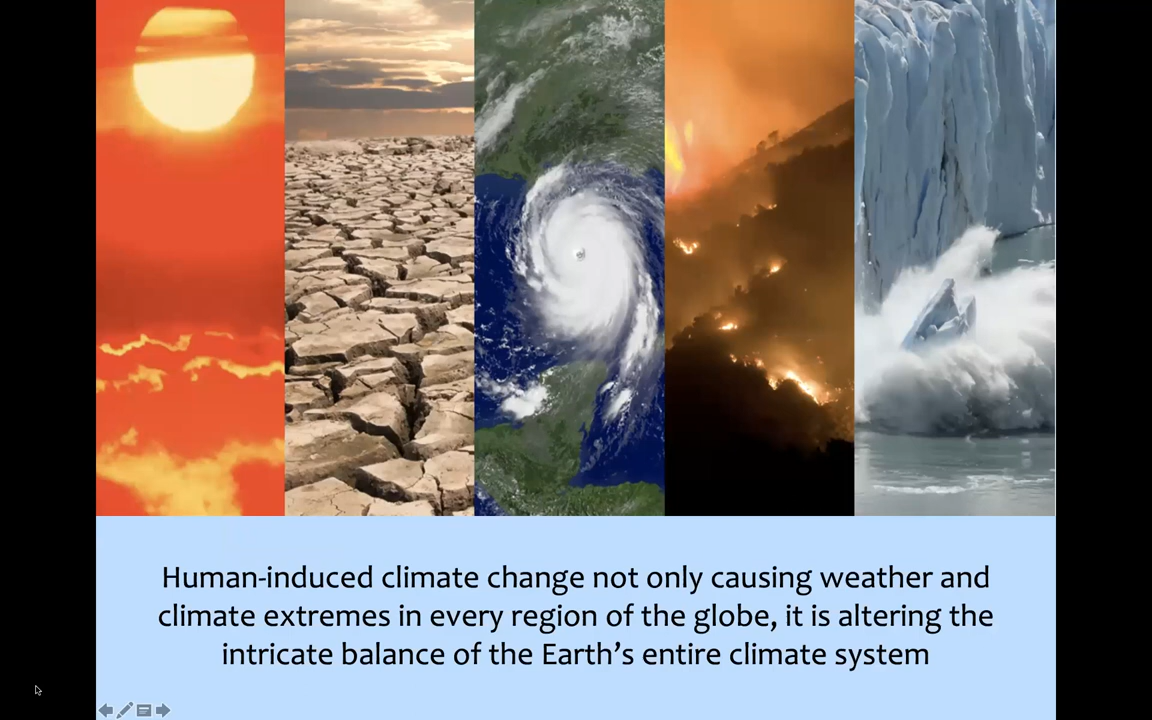 Human-induced climate change not only causing weather and
climate extremes in every region of the globe, it is altering the
intricate balance of the Earth’s entire climate system